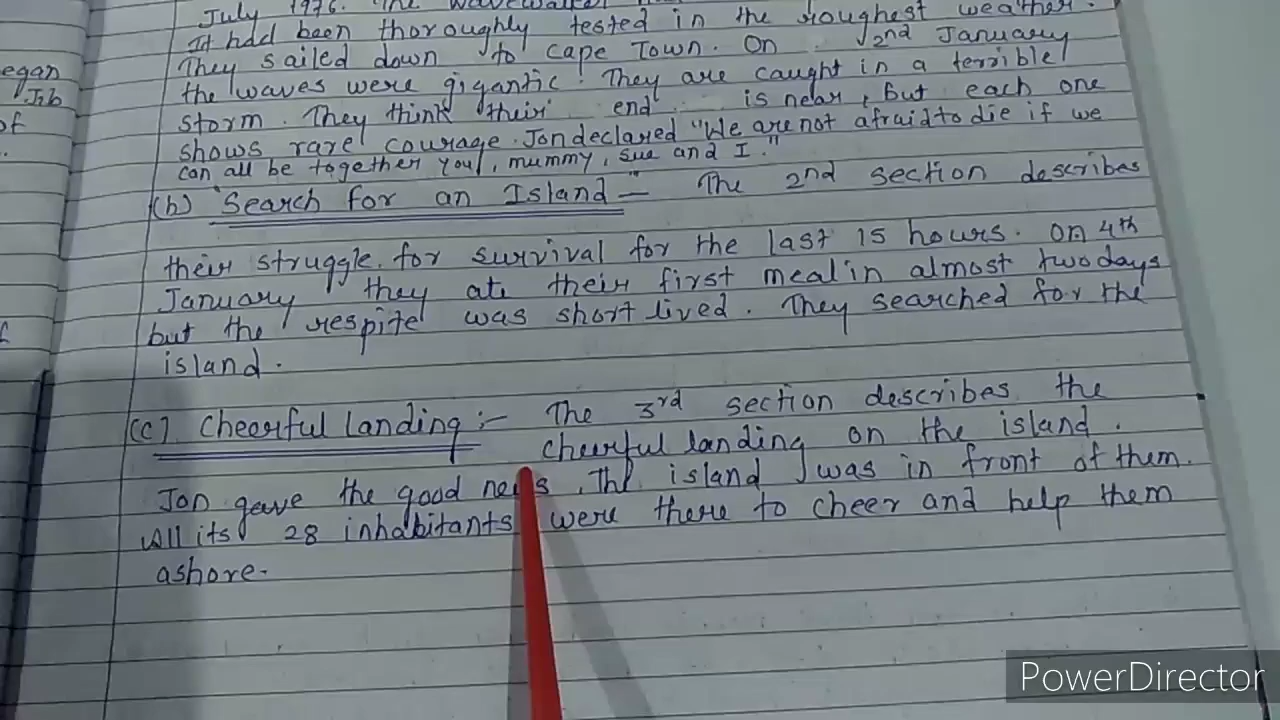 July 1976. The Wavewalker
It had been thoroughly tested in the roughest weather.
They sailed down to Cape Town. On 2nd January
the waves were gigantic. They are caught in a terrible
storm. They think their end is near, but each one
shows rare courage. Jon declared "We are not afraid to die if we
can all be together you, mummy, sue and I."
(b) "Search for an Island" - The 2nd section describes
their struggle for survival for the last 15 hours. On 4th
January they ate their first meal in almost two days
but the respite was short lived. They searched for the
island.
(c) Cheerful Landing :- The 3rd section describes the
cheerful landing on the island.
Jon gave the good news. The island was in front of them.
All its 28 inhabitants were there to cheer and help them
ashore.
egan
Job
of
PowerDirector